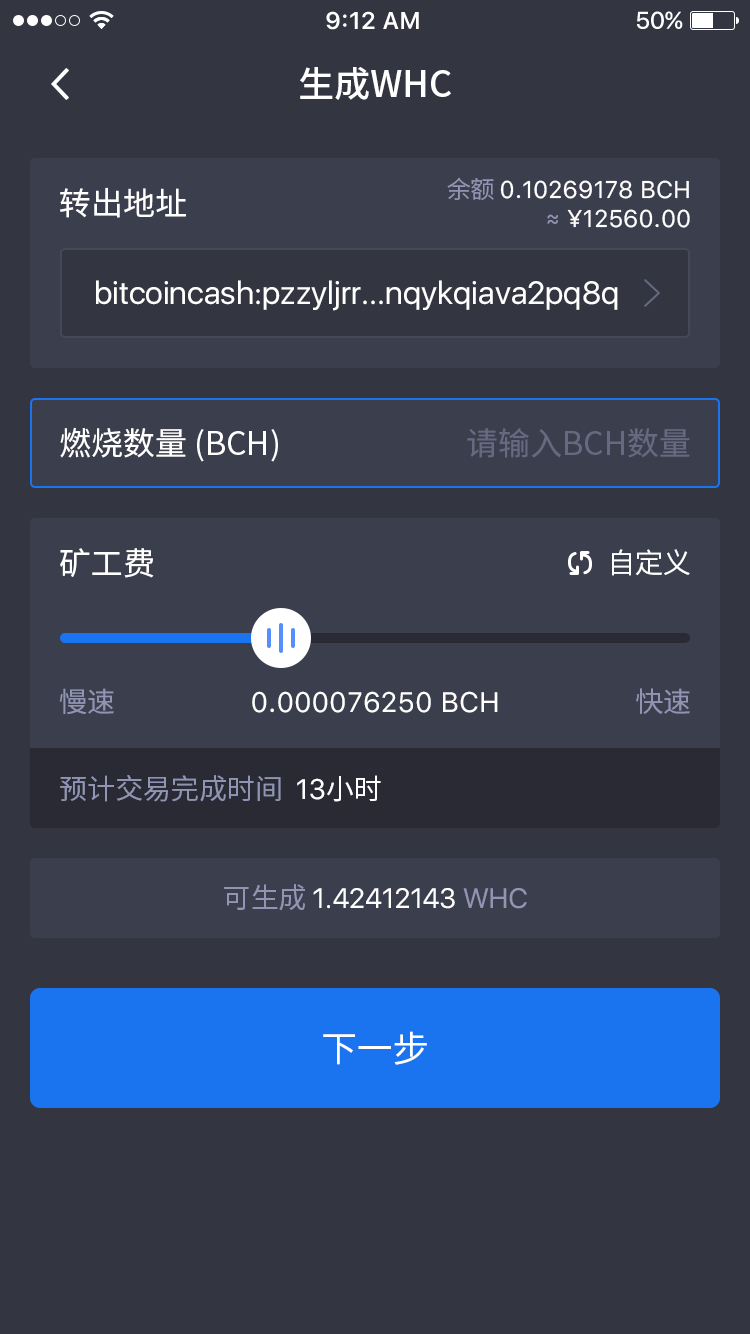 9:12 AM 50%
生成WHC
转出地址
余额 0.10269178 BCH
≈ ¥12560.00
bitcoincash:pzzyljrr...nqykqiava2pq8q
燃烧数量 (BCH) 请输入BCH数量
矿工费 自定义
慢速 0.000076250 BCH 快速
预计交易完成时间 13小时
可生成 1.42412143 WHC
下一步